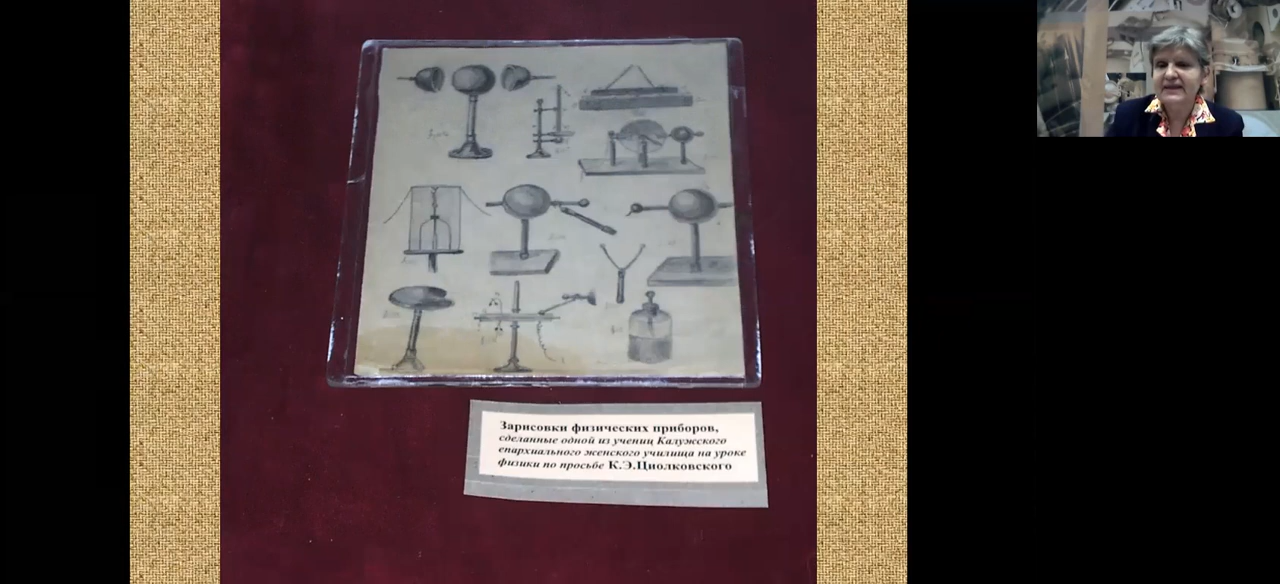 Зарисовки физических приборов,
сделанные одной из учениц Калужского
епархиального женского училища на уроке
физики по просьбе К.Э.Циолковского